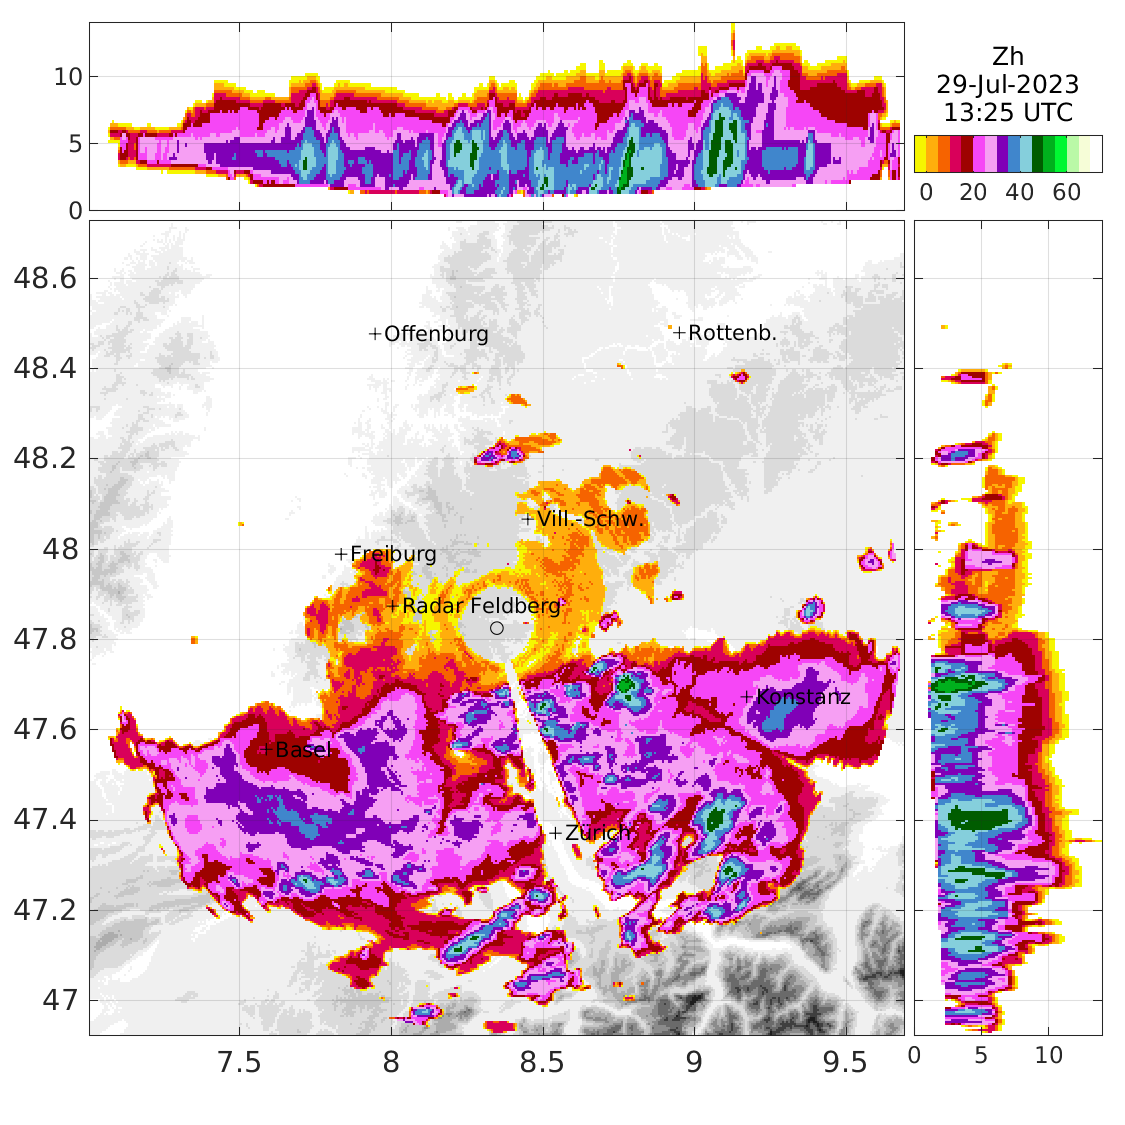 10
5
0
Zh
29-Jul-2023
13:25 UTC
0 20 40 60
48.6
48.4
48.2
48
47.8
47.6
47.4
47.2
47
Offenburg
Rottenb.
Vill.-Schw.
Freiburg
Radar Feldberg
Konstanz
Basel
Zürich
7.5 8 8.5 9 9.5
0 5 10